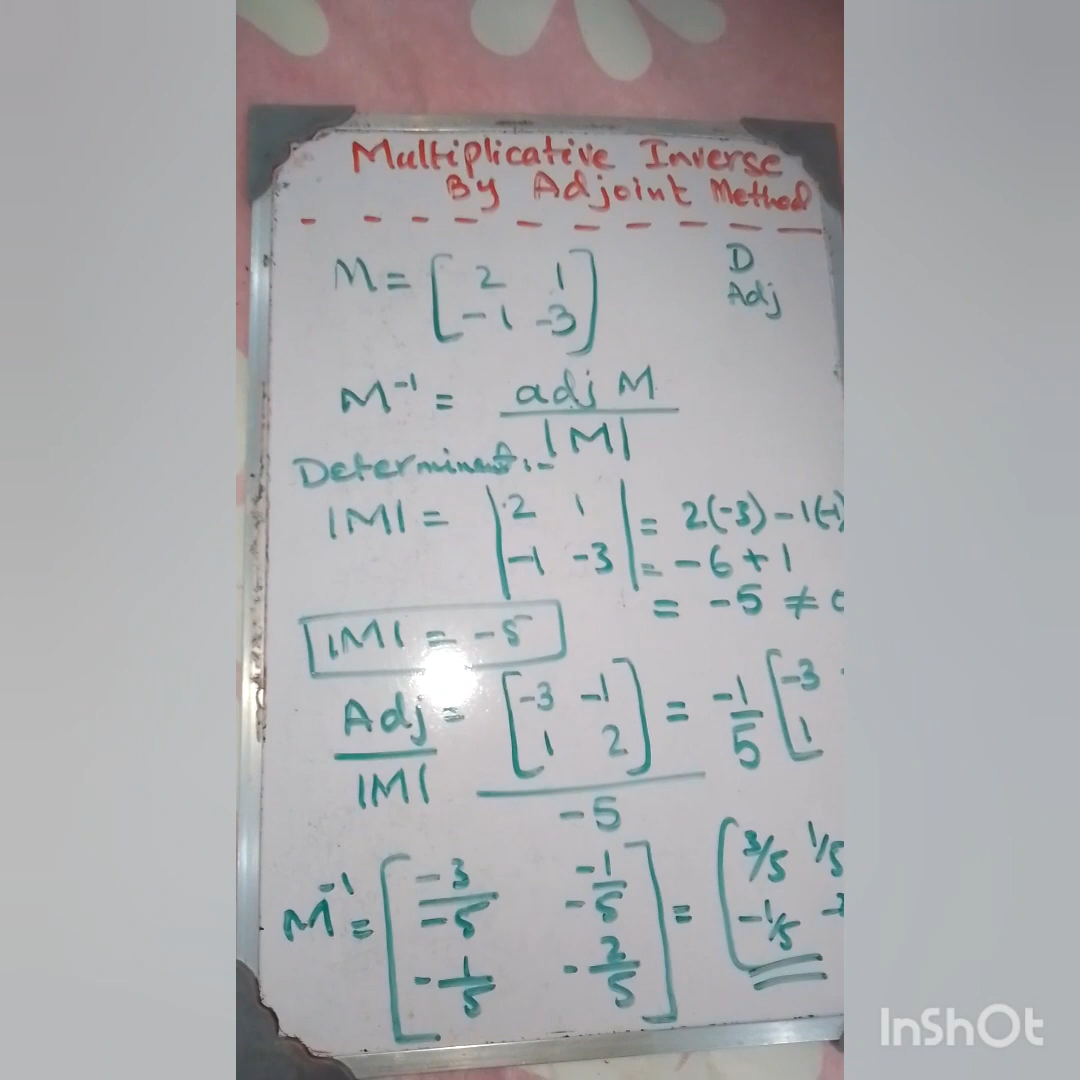 Multiplicative Inverse
By Adjoint Method
M = [ 2 1
-1 -3 ]
D
Adj
M⁻¹ = adj M
|M|
Determinent:-
|M| = | 2 1
-1 -3 | = 2(-3) - 1(-1)
= -6 + 1
= -5 ≠
|M| = -5
Adj = [ -3 -1 = -1 [ -3
|M| 1 2 ] 5 1
-5
M⁻¹ = [ -3/-5 -1/-5 = [ 3/5 1/5
-1/5 -2/5 ] -1/5
InShOt